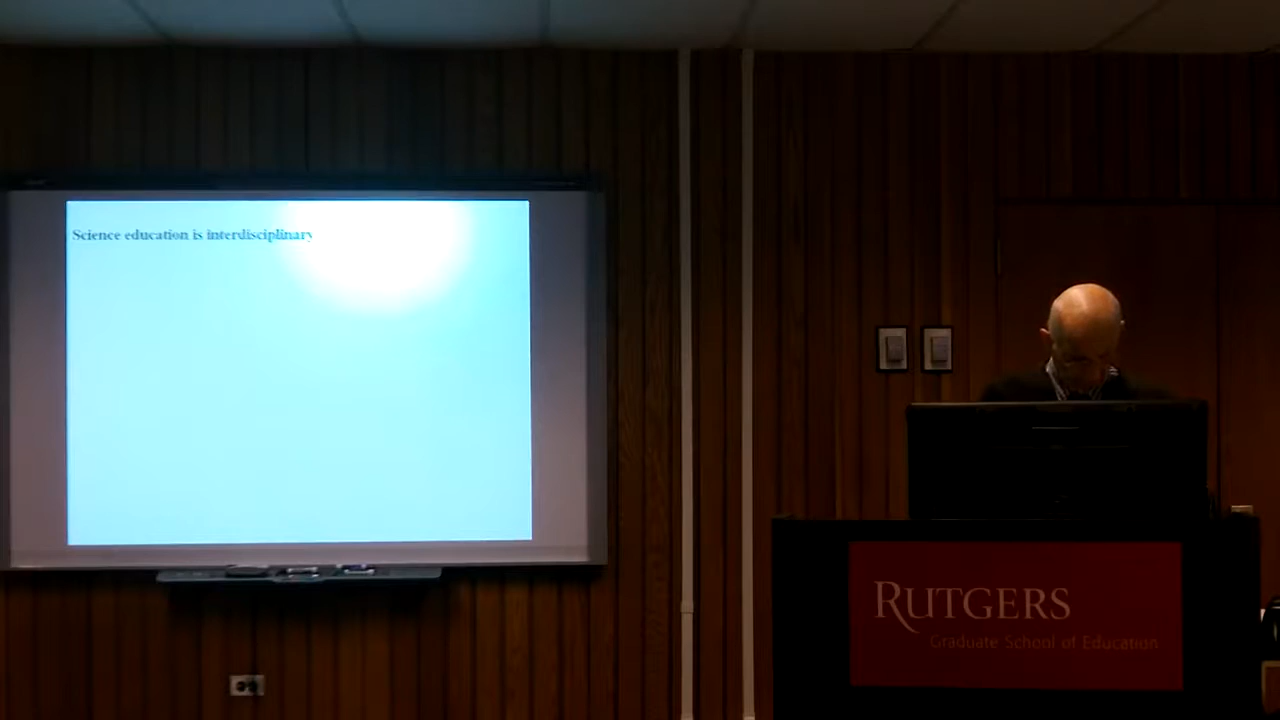 Science education is interdisciplinary
RUTGERS
Graduate School of Education